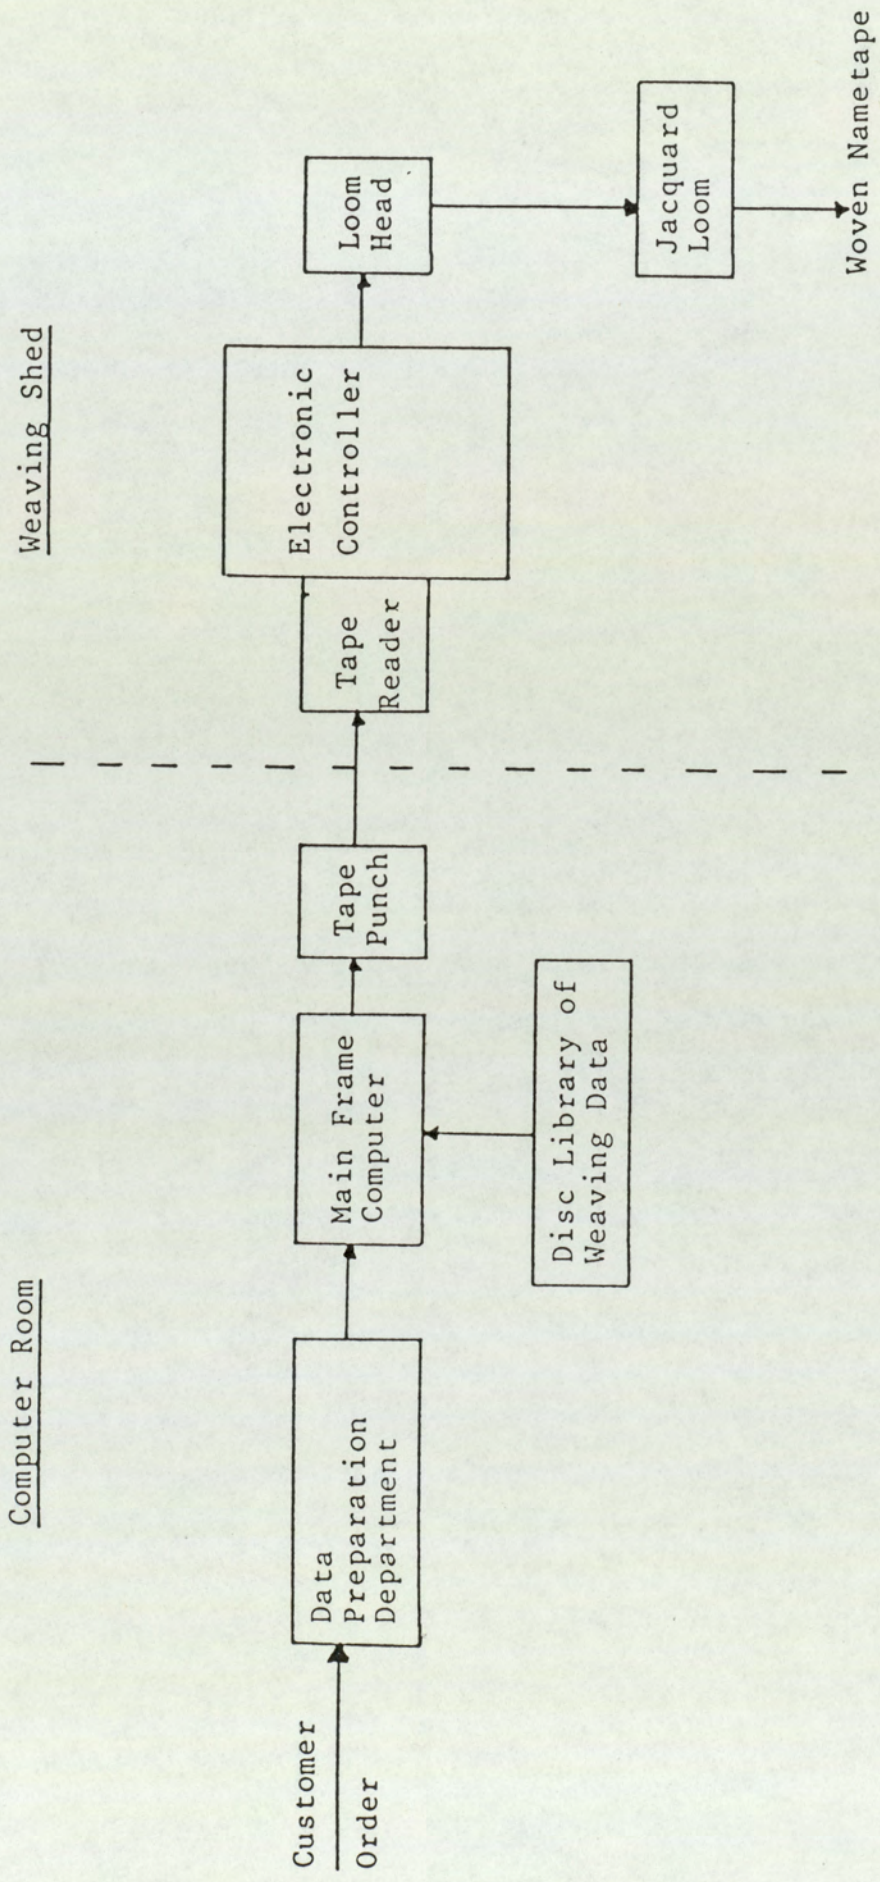 Computer Room
Weaving Shed
Customer
Order
Data
Preparation
Department
Main Frame
Computer
Disc Library of
Weaving Data
Tape
Punch
Tape
Reader
Electronic
Controller
Loom
Head
Jacquard
Loom
Woven Nametape